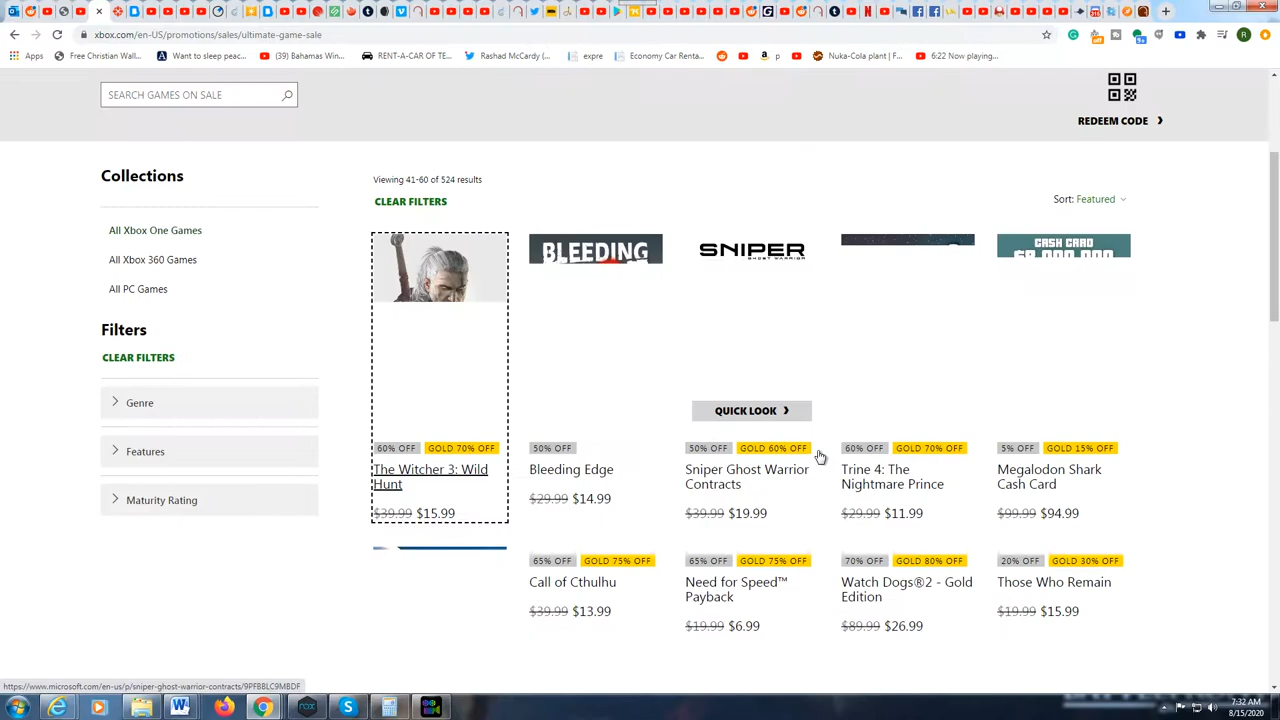 xbox.com/en-US/promotions/sales/ultimate-game-sale
Apps
Free Christian Wall...
Want to sleep peac...
(39) Bahamas Win...
RENT-A-CAR OF TE...
Rashad McCardy (...
expre
Economy Car Renta...
p
Nuka-Cola plant | F...
6:22 Now playing...
SEARCH GAMES ON SALE
REDEEM CODE
Collections
All Xbox One Games
All Xbox 360 Games
All PC Games
Filters
CLEAR FILTERS
Genre
Features
Maturity Rating
Viewing 41-60 of 524 results
CLEAR FILTERS
Sort: Featured
BLEEDING
SNIPER
GHOST WARRIOR
CASH CARD
QUICK LOOK
60% OFF GOLD 70% OFF
The Witcher 3: Wild
Hunt
$39.99 $15.99
50% OFF
Bleeding Edge
$29.99 $14.99
50% OFF GOLD 60% OFF
Sniper Ghost Warrior
Contracts
$39.99 $19.99
60% OFF GOLD 70% OFF
Trine 4: The
Nightmare Prince
$29.99 $11.99
5% OFF GOLD 15% OFF
Megalodon Shark
Cash Card
$99.99 $94.99
65% OFF GOLD 75% OFF
Call of Cthulhu
$39.99 $13.99
65% OFF GOLD 75% OFF
Need for Speed™
Payback
$19.99 $6.99
70% OFF GOLD 80% OFF
Watch Dogs®2 - Gold
Edition
$89.99 $26.99
20% OFF GOLD 30% OFF
Those Who Remain
$19.99 $15.99
https://www.microsoft.com/en-us/p/sniper-ghost-warrior-contracts/9PFBBLC9MBDF
7:32 AM
8/15/2020